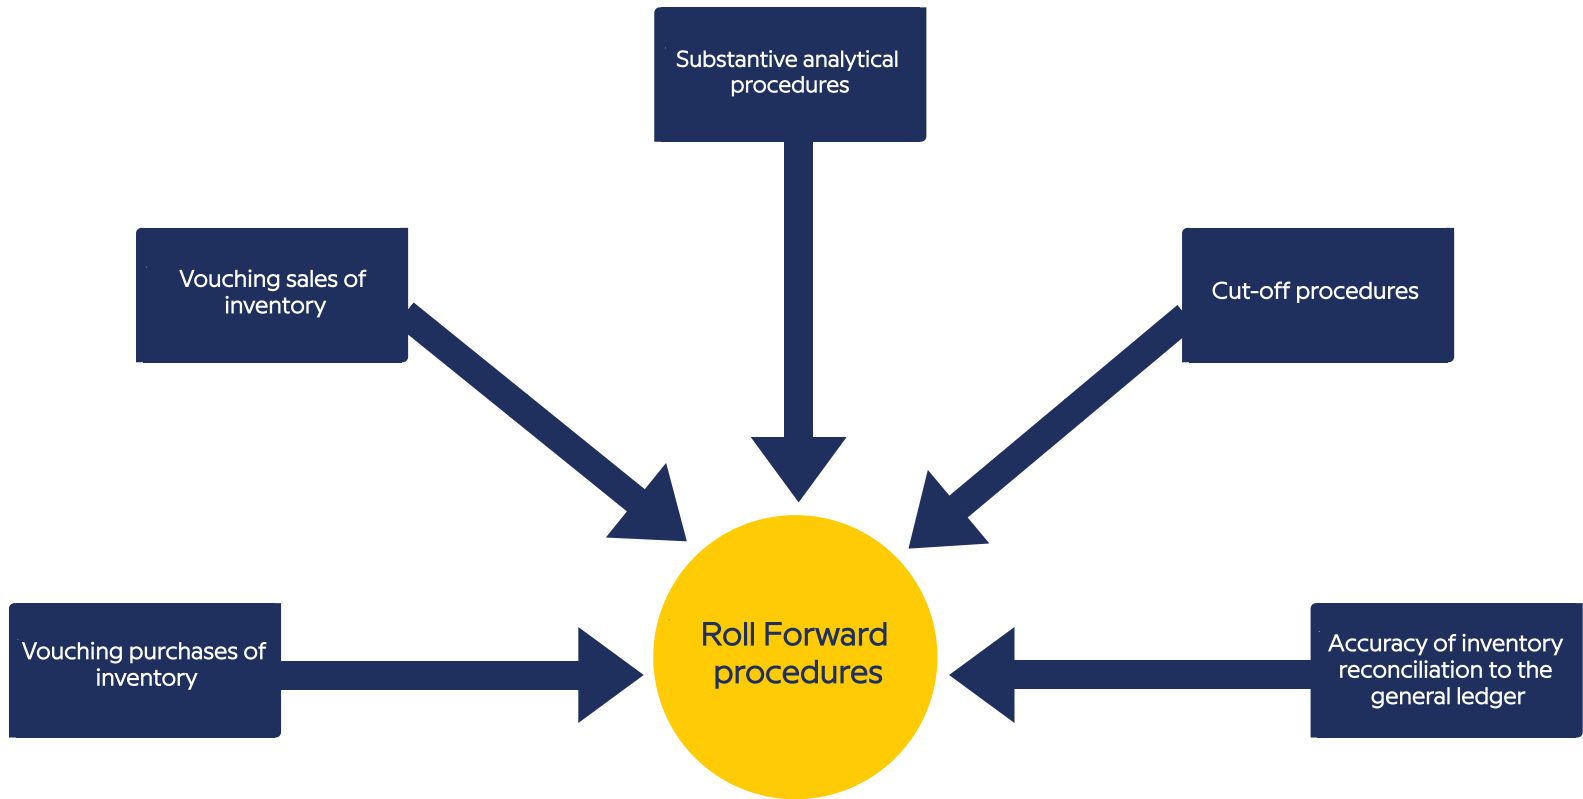 Substantive analytical
procedures
Vouching sales of
inventory
Cut-off procedures
Vouching purchases of
inventory
Roll Forward
procedures
Accuracy of inventory
reconciliation to the
general ledger